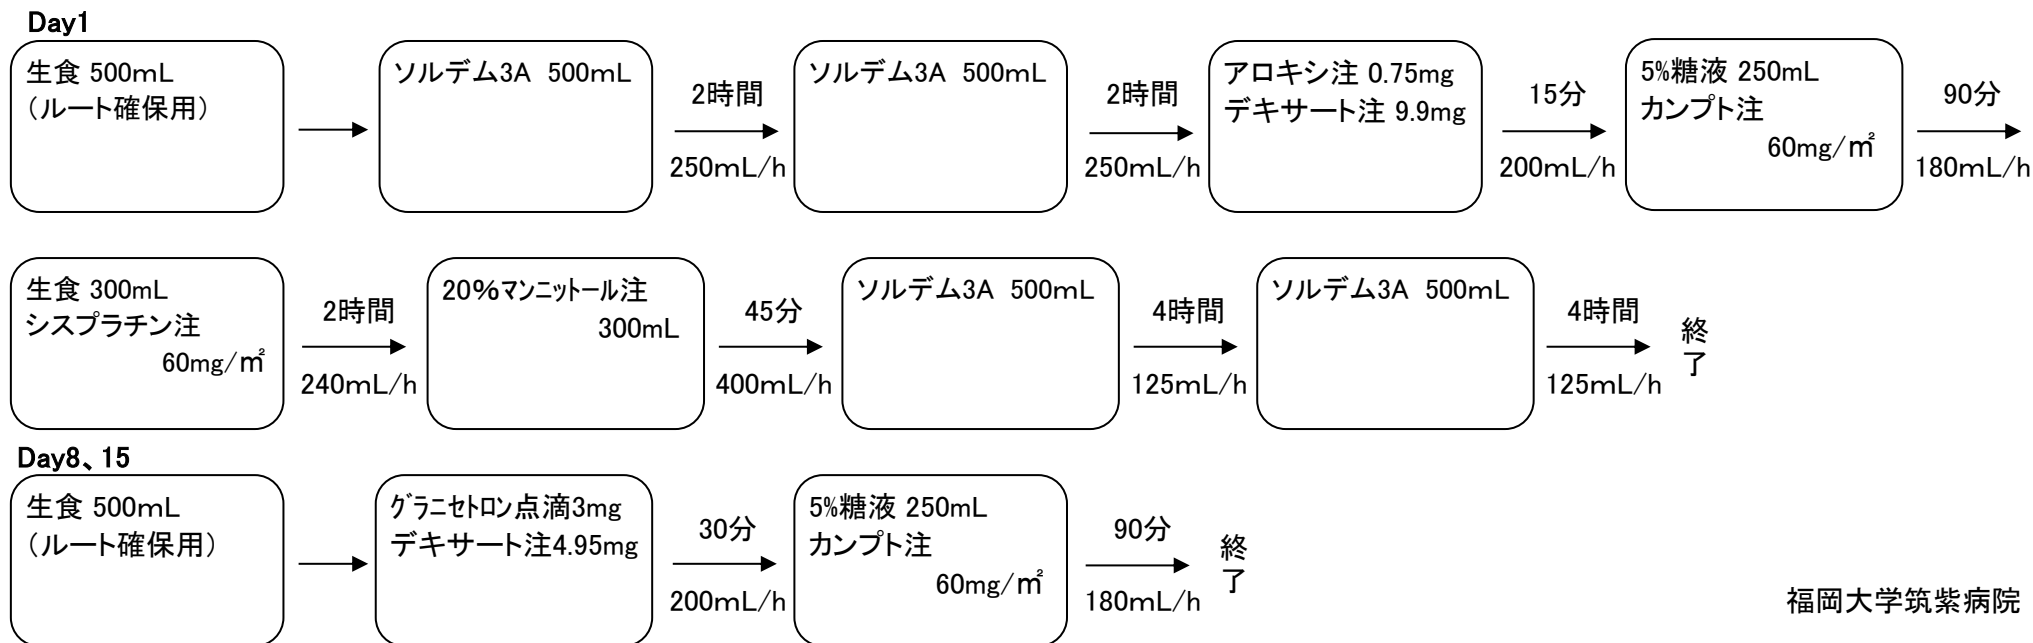 Day1
生食 500mL
（ルート確保用）
ソルデム3A 500mL
2時間
250mL/h
ソルデム3A 500mL
2時間
250mL/h
アロキシ注 0.75mg
デキサート注 9.9mg
15分
200mL/h
5%糖液 250mL
カンプト注
60mg/㎡
90分
180mL/h
生食 300mL
シスプラチン注
60mg/㎡
2時間
240mL/h
20%マンニットール注
300mL
45分
400mL/h
ソルデム3A 500mL
4時間
125mL/h
ソルデム3A 500mL
4時間
125mL/h
終
了
Day8、15
生食 500mL
（ルート確保用）
グラニセトロン点滴3mg
デキサート注4.95mg
30分
200mL/h
5%糖液 250mL
カンプト注
60mg/㎡
90分
180mL/h
終
了
福岡大学筑紫病院